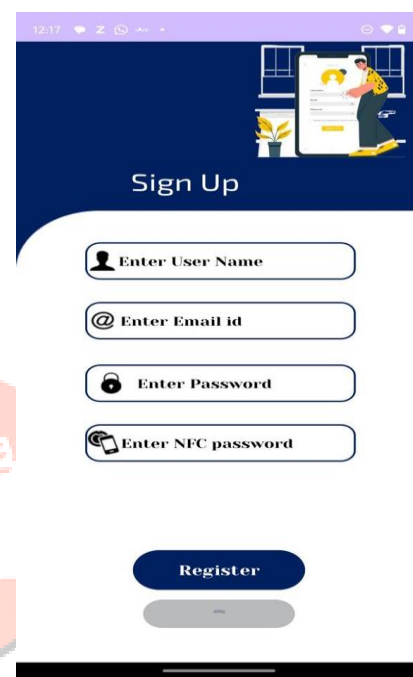 12:17
Sign Up
Enter User Name
@ Enter Email id
Enter Password
Enter NFC password
Register